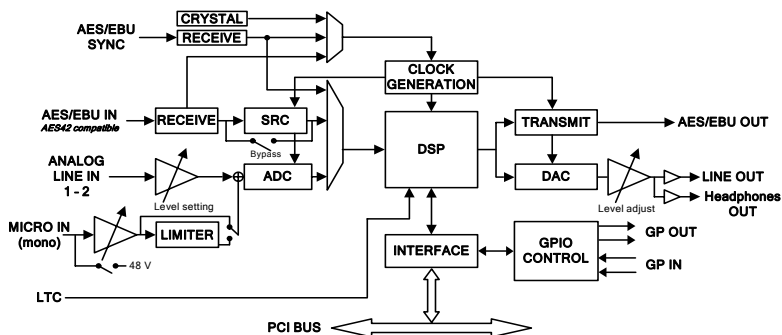 CRYSTAL
AES/EBU
SYNC
RECEIVE
CLOCK
GENERATION
AES/EBU IN
AES42 compatible
RECEIVE
SRC
Bypass
DSP
TRANSMIT
AES/EBU OUT
ANALOG
LINE IN
1 - 2
Level setting
ADC
DAC
Level adjust
LINE OUT
Headphones
OUT
MICRO IN
(mono)
LIMITER
48 V
INTERFACE
GPIO
CONTROL
GP OUT
GP IN
LTC
PCI BUS